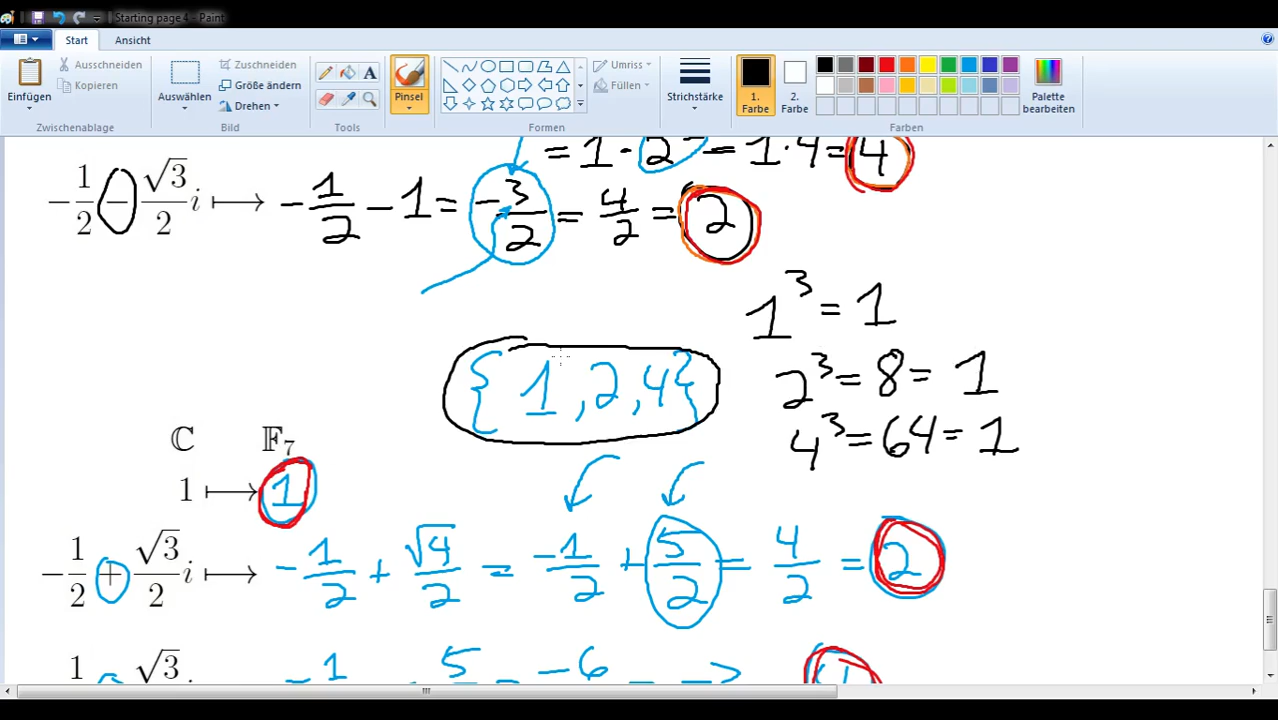 Starting page 4 - Paint
Start Ansicht
Einfügen
Ausschneiden
Kopieren
Zwischenablage
Auswählen
Zuschneiden
Größe ändern
Drehen
Bild
A
Tools
Pinsel
Umriss
Füllen
Formen
Strichstärke
1. Farbe
2. Farbe
Palette bearbeiten
Farben
= 1 · 2 = 1·4 = 4
-1/2 - √3/2 i ⟼ -1/2 - 1 = -3/2 = 4/2 = 2
1³ = 1
{ 1, 2, 4 }
2³ = 8 = 1
4³ = 64 = 1
ℂ 𝔽₇
1 ⟼ 1
-1/2 + √3/2 i ⟼ -1/2 + √4/2 = -1/2 + 5/2 = 4/2 = 2
1 √3 i -1 5 = -6 =